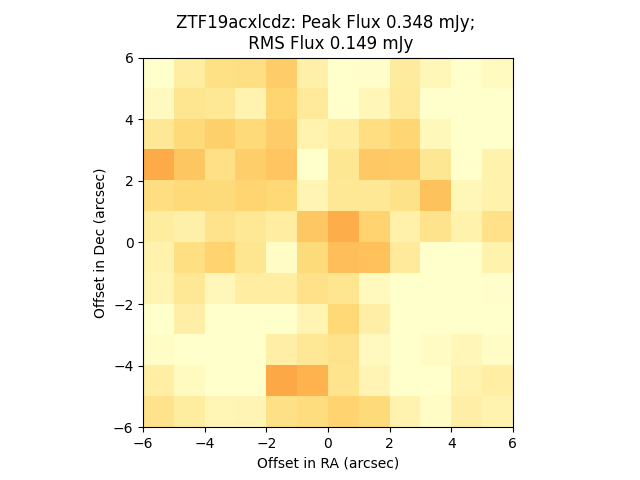 ZTF19acxlcdz: Peak Flux 0.348 mJy;
RMS Flux 0.149 mJy
6
4
2
0
−2
−4
−6
Offset in Dec (arcsec)
−6 −4 −2 0 2 4 6
Offset in RA (arcsec)